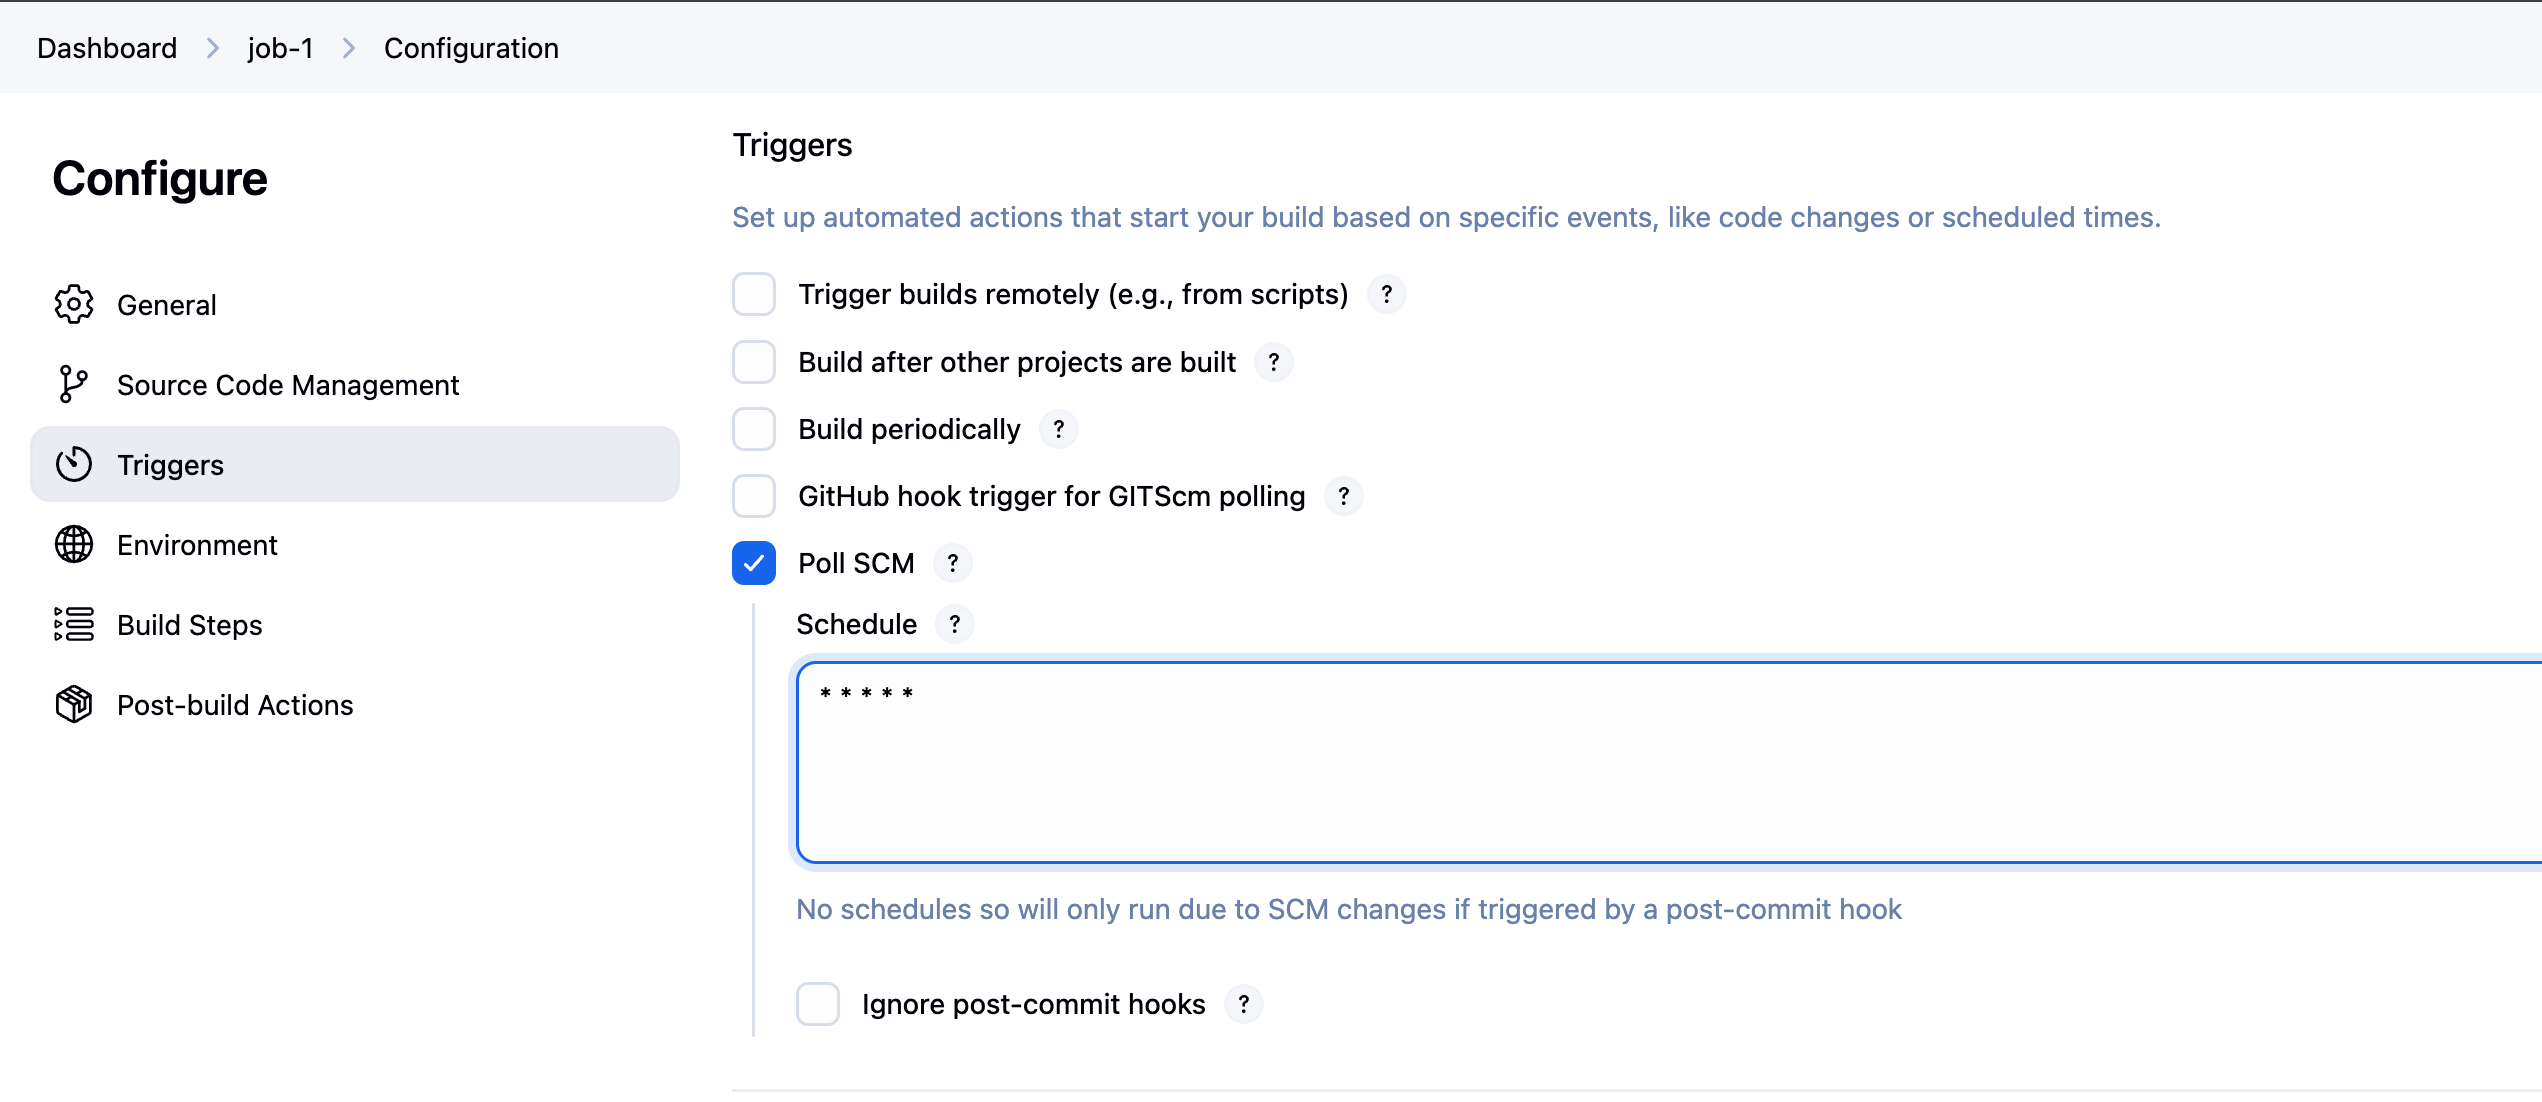 Dashboard > job-1 > Configuration
Configure
General
Source Code Management
Triggers
Environment
Build Steps
Post-build Actions
Triggers
Set up automated actions that start your build based on specific events, like code changes or scheduled times.
Trigger builds remotely (e.g., from scripts) ?
Build after other projects are built ?
Build periodically ?
GitHub hook trigger for GITScm polling ?
Poll SCM ?
Schedule ?
* * * * *
No schedules so will only run due to SCM changes if triggered by a post-commit hook
Ignore post-commit hooks ?